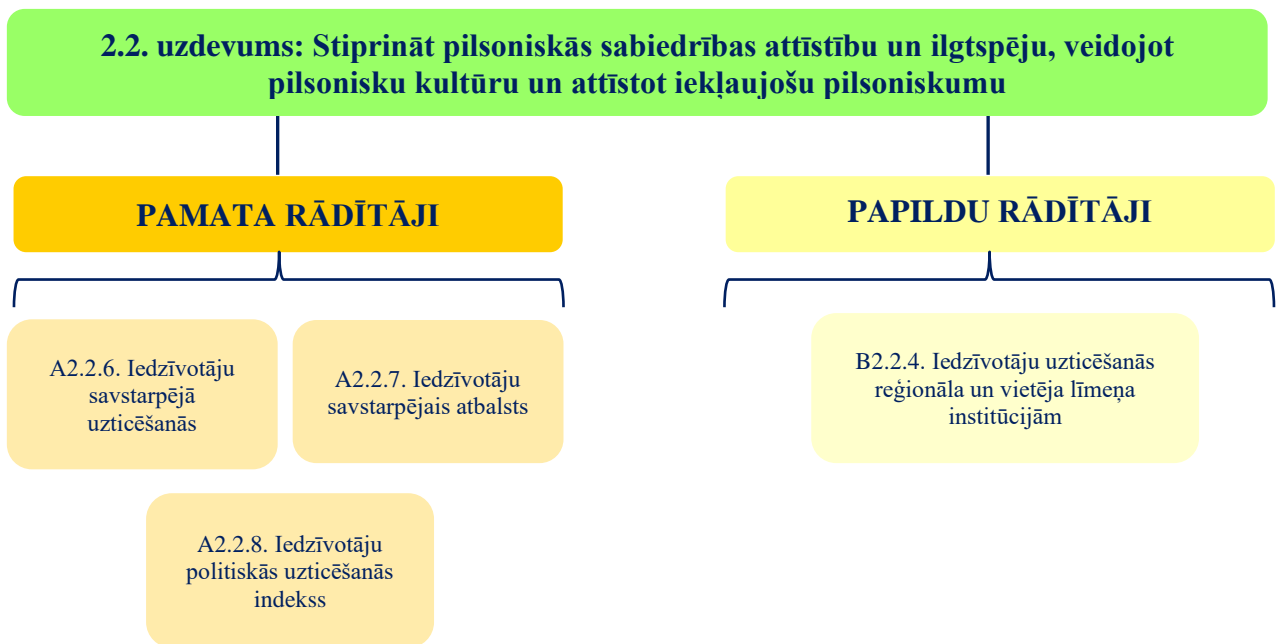 2.2. uzdevums: Stiprināt pilsoniskās sabiedrības attīstību un ilgtspēju, veidojot
pilsonisku kultūru un attīstot iekļaujošu pilsoniskumu
PAMATA RĀDĪTĀJI
PAPILDU RĀDĪTĀJI
A2.2.6. Iedzīvotāju
savstarpējā
uzticēšanās
A2.2.7. Iedzīvotāju
savstarpējais atbalsts
B2.2.4. Iedzīvotāju uzticēšanās
reģionāla un vietēja līmeņa
institūcijām
A2.2.8. Iedzīvotāju
politiskās uzticēšanās
indekss